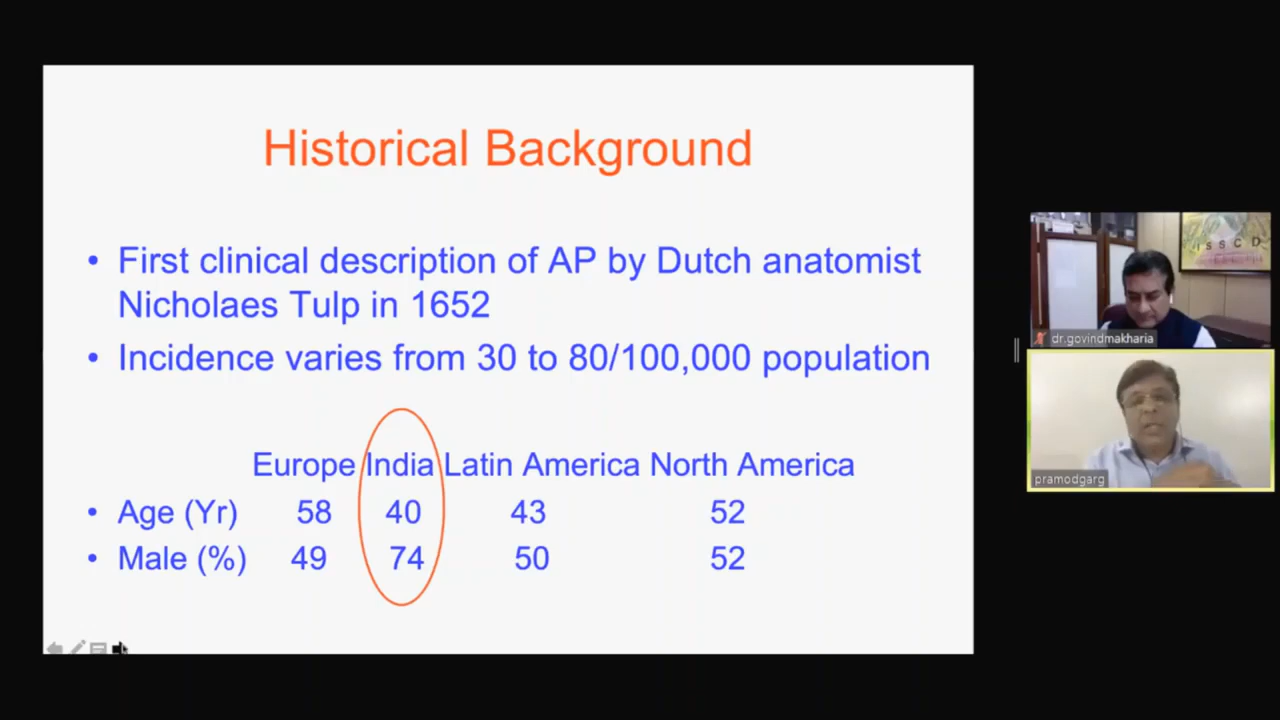 Historical Background
• First clinical description of AP by Dutch anatomist
Nicholaes Tulp in 1652
• Incidence varies from 30 to 80/100,000 population
Europe India Latin America North America
• Age (Yr) 58 40 43 52
• Male (%) 49 74 50 52
ISSCD
dr.govindmakharia
pramodgarg